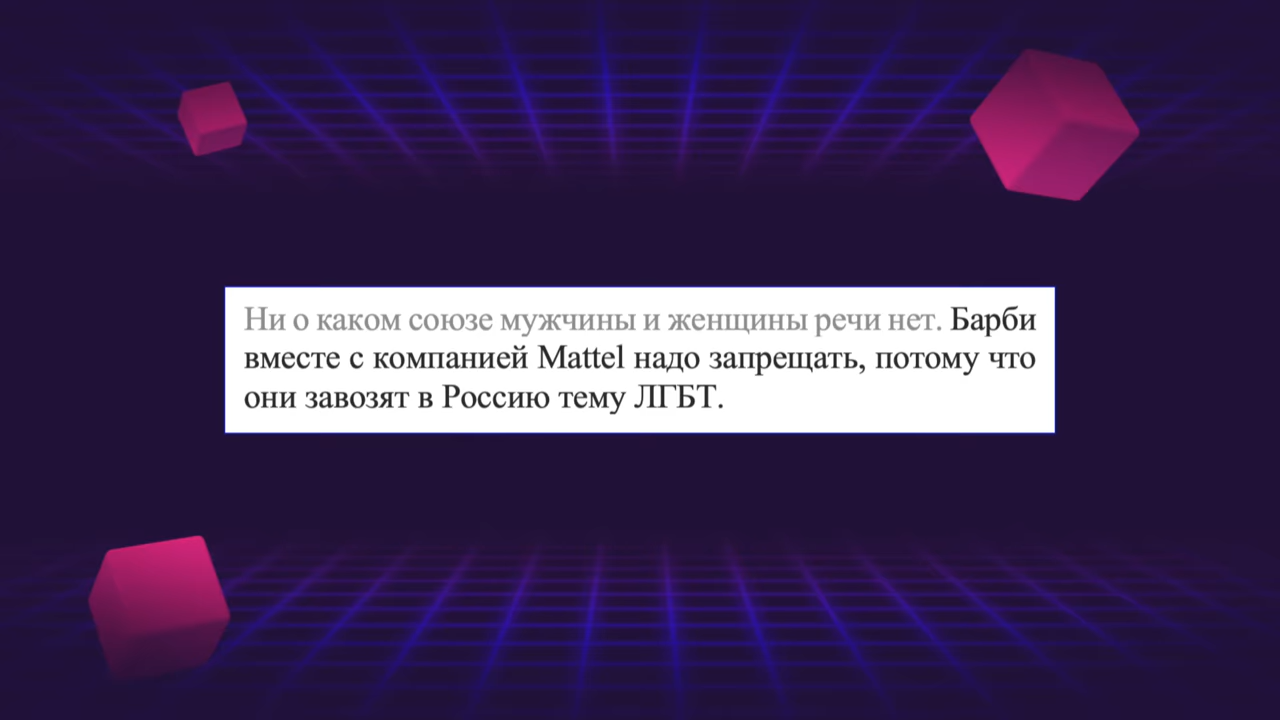 Ни о каком союзе мужчины и женщины речи нет. Барби
вместе с компанией Mattel надо запрещать, потому что
они завозят в Россию тему ЛГБТ.